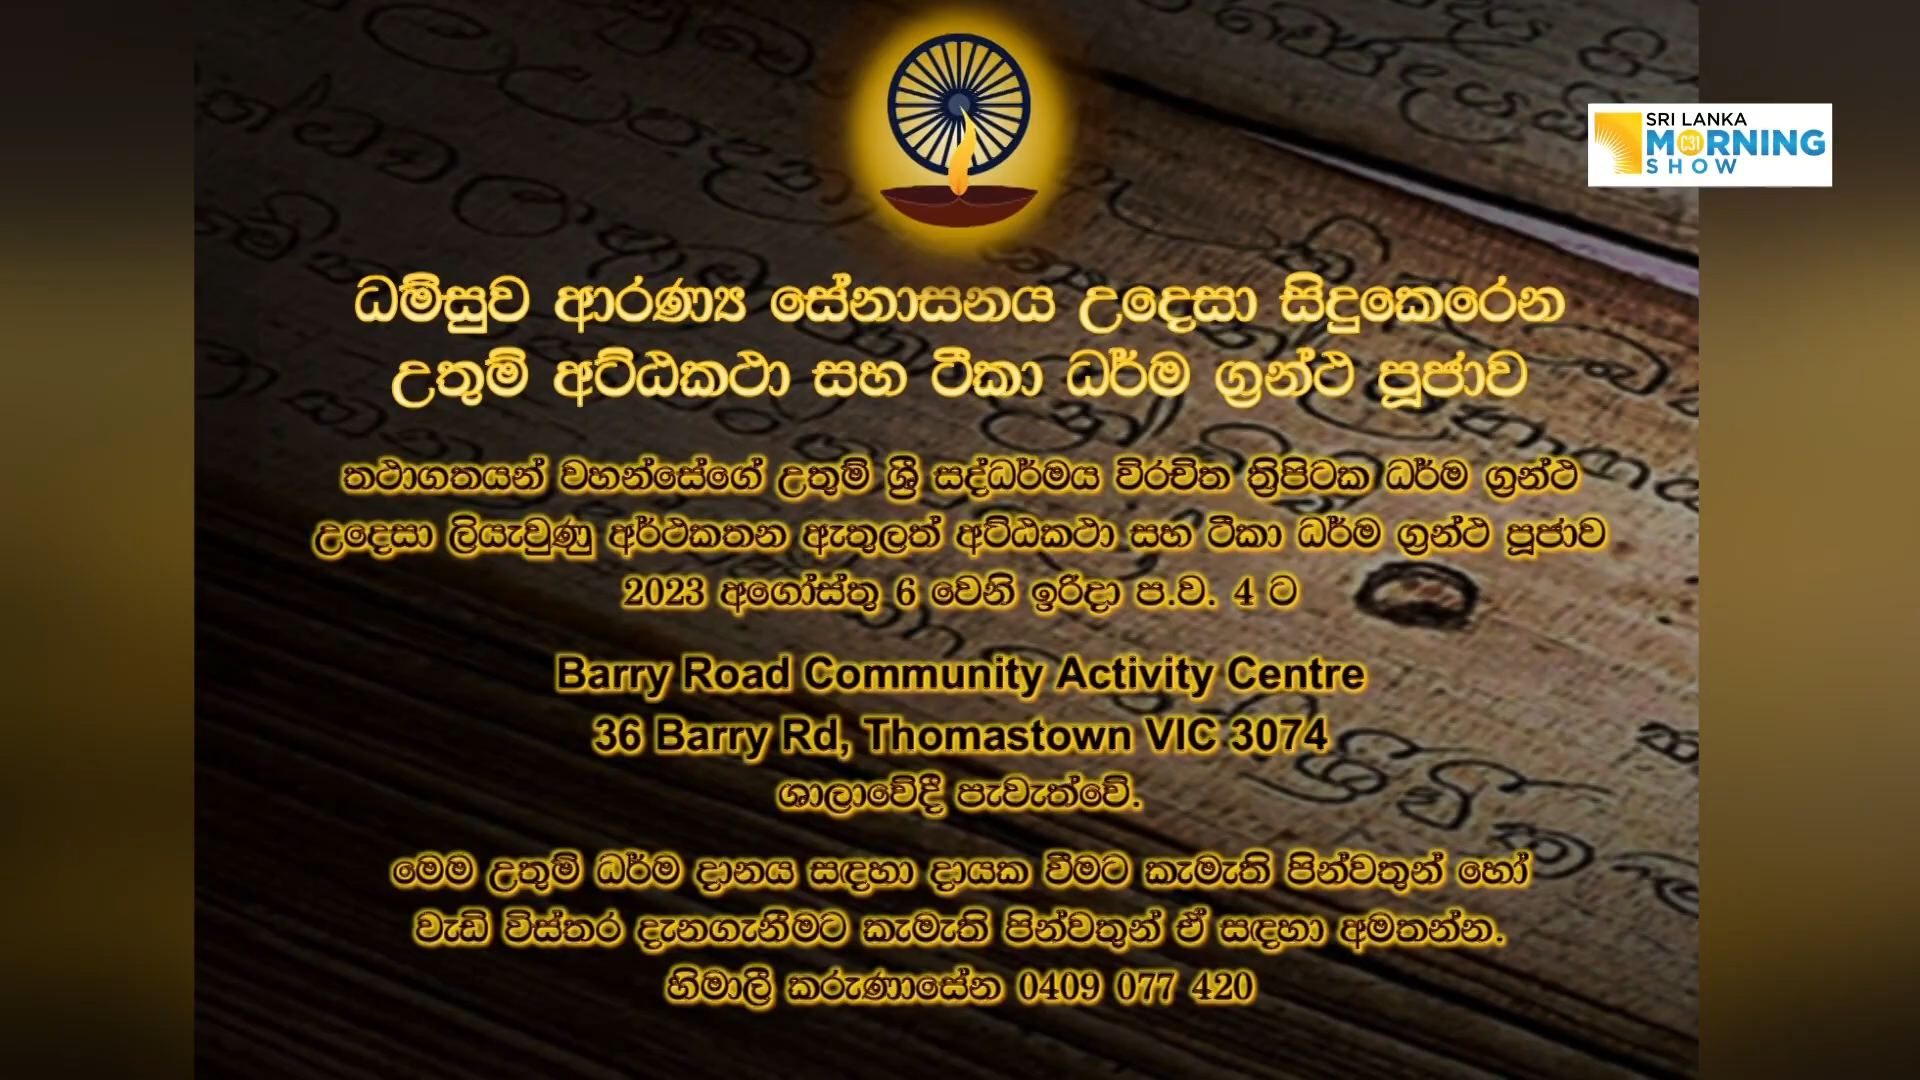 SRI LANKA
MORNING
C31
SHOW
ධම්සුව ආරණ්‍ය සේනාසනය උදෙසා සිදුකෙරෙන
උතුම් අට්ඨකථා සහ ටීකා ධර්ම ග්‍රන්ථ පූජාව
තථාගතයන් වහන්සේගේ උතුම් ශ්‍රී සද්ධර්මය විරචිත ත්‍රිපිටක ධර්ම ග්‍රන්ථ
උදෙසා ලියැවුණු අර්ථකතන ඇතුලත් අට්ඨකථා සහ ටීකා ධර්ම ග්‍රන්ථ පූජාව
2023 අගෝස්තු 6 වෙනි ඉරිදා ප.ව. 4 ට
Barry Road Community Activity Centre
36 Barry Rd, Thomastown VIC 3074
ශාලාවේදී පැවැත්වේ.
මෙම උතුම් ධර්ම දානය සඳහා දායක වීමට කැමැති පින්වතුන් හෝ
වැඩි විස්තර දැනගැනීමට කැමැති පින්වතුන් ඒ සඳහා අමතන්න.
හිමාලි කරුණාසේන 0409 077 420